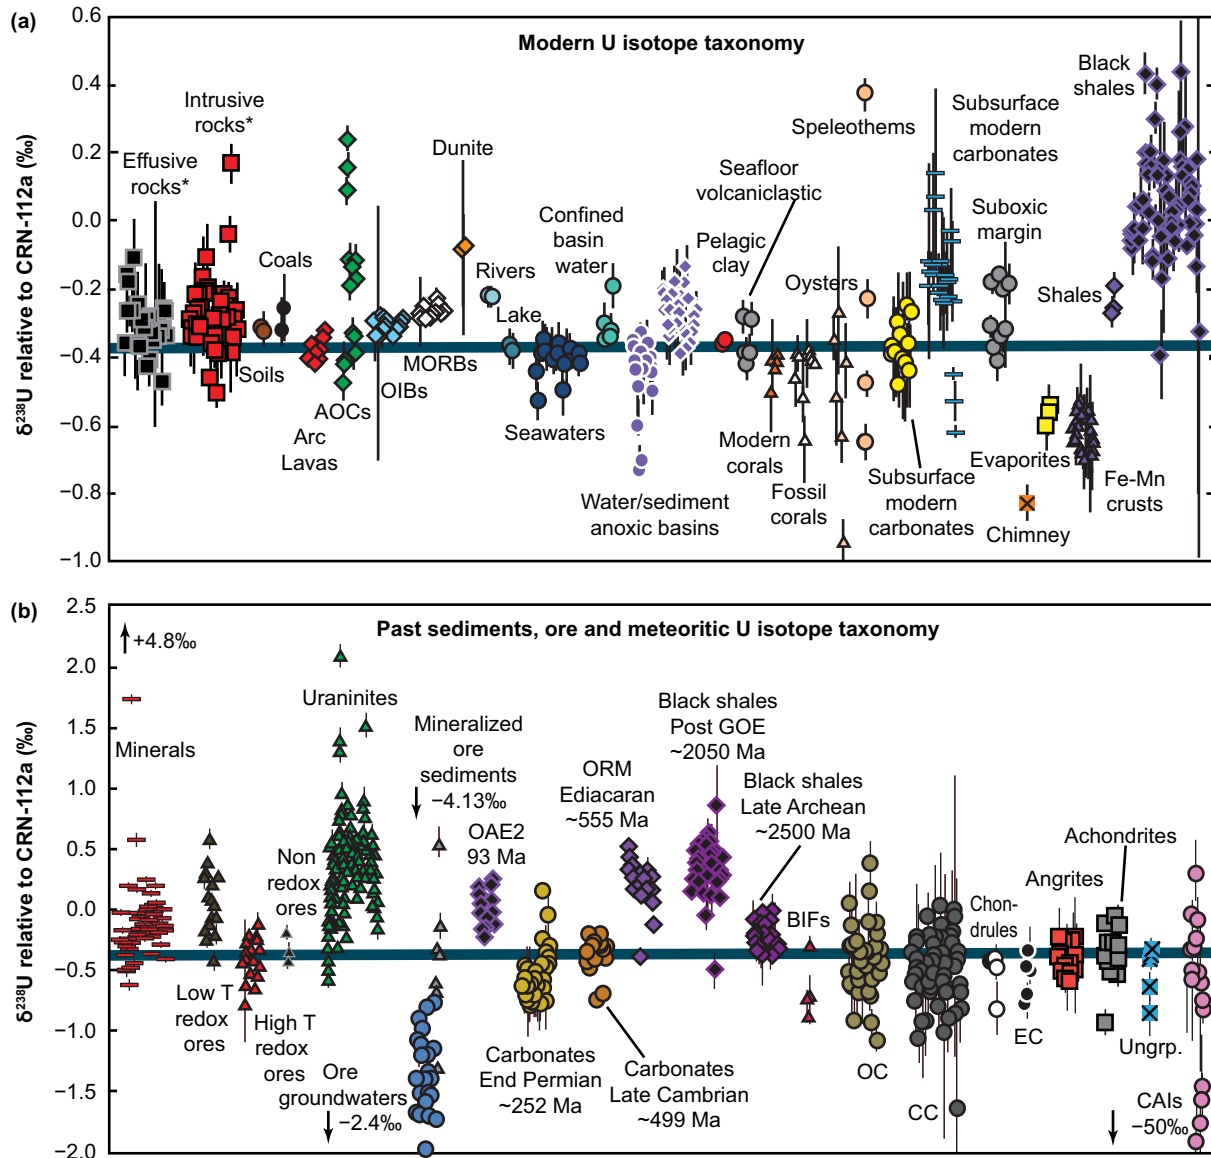 (a)
Modern U isotope taxonomy
δ²³⁸U relative to CRN-112a (‰)
0.6
0.4
0.2
0.0
−0.2
−0.4
−0.6
−0.8
−1.0
Effusive
rocks*
Intrusive
rocks*
Coals
Soils
Arc
Lavas
AOCs
OIBs
MORBs
Dunite
Rivers
Lake
Seawaters
Confined
basin
water
Water/sediment
anoxic basins
Pelagic
clay
Seafloor
volcaniclastic
Modern
corals
Fossil
corals
Oysters
Speleothems
Subsurface
modern
carbonates
Subsurface
modern
carbonates
Suboxic
margin
Evaporites
Chimney
Fe-Mn
crusts
Shales
Black
shales
(b)
Past sediments, ore and meteoritic U isotope taxonomy
δ²³⁸U relative to CRN-112a (‰)
2.5
2.0
1.5
1.0
0.5
0.0
−0.5
−1.0
−1.5
−2.0
+4.8‰
Minerals
Low T
redox
ores
High T
redox
ores
Non
redox
ores
Uraninites
Ore
groundwaters
−2.4‰
Mineralized
ore
sediments
−4.13‰
OAE2
93 Ma
Carbonates
End Permian
~252 Ma
Carbonates
Late Cambrian
~499 Ma
ORM
Ediacaran
~555 Ma
Black shales
Post GOE
~2050 Ma
Black shales
Late Archean
~2500 Ma
BIFs
OC
CC
Chon-
drules
EC
Angrites
Achondrites
Ungrp.
CAIs
−50‰